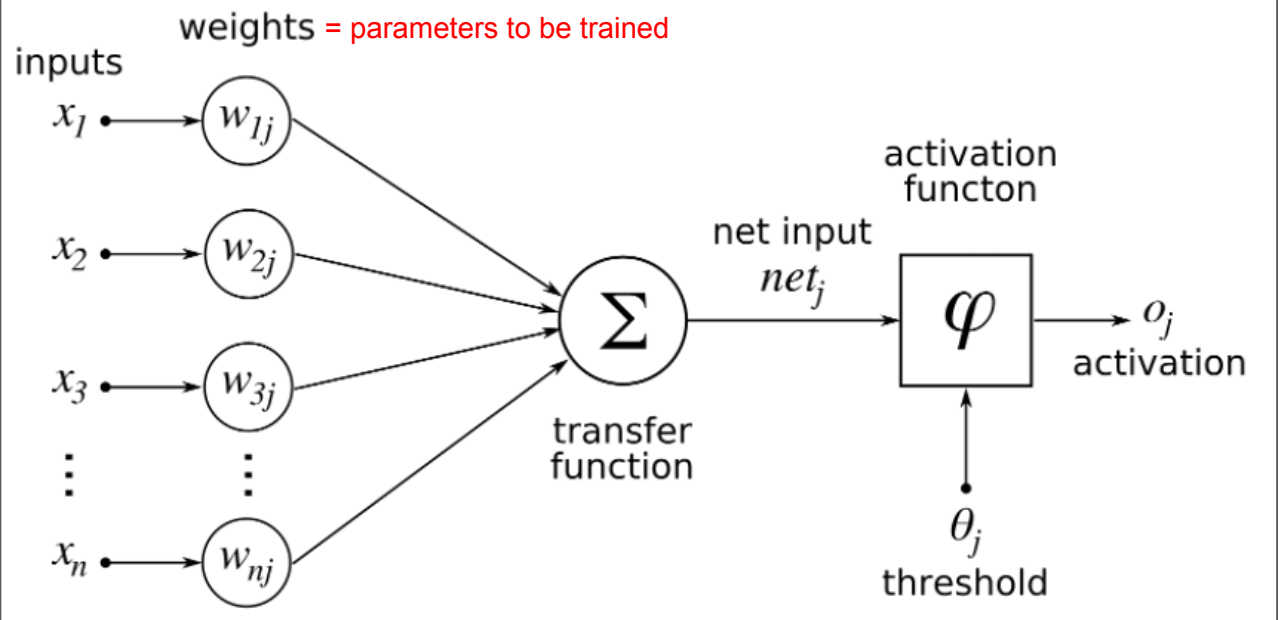 weights = parameters to be trained
inputs
x₁ w₁ⱼ
x₂ w₂ⱼ
x₃ w₃ⱼ
⋮ ⋮
xₙ wₙⱼ
Σ
transfer
function
net input
netⱼ
activation
functon
φ
oⱼ
activation
θⱼ
threshold